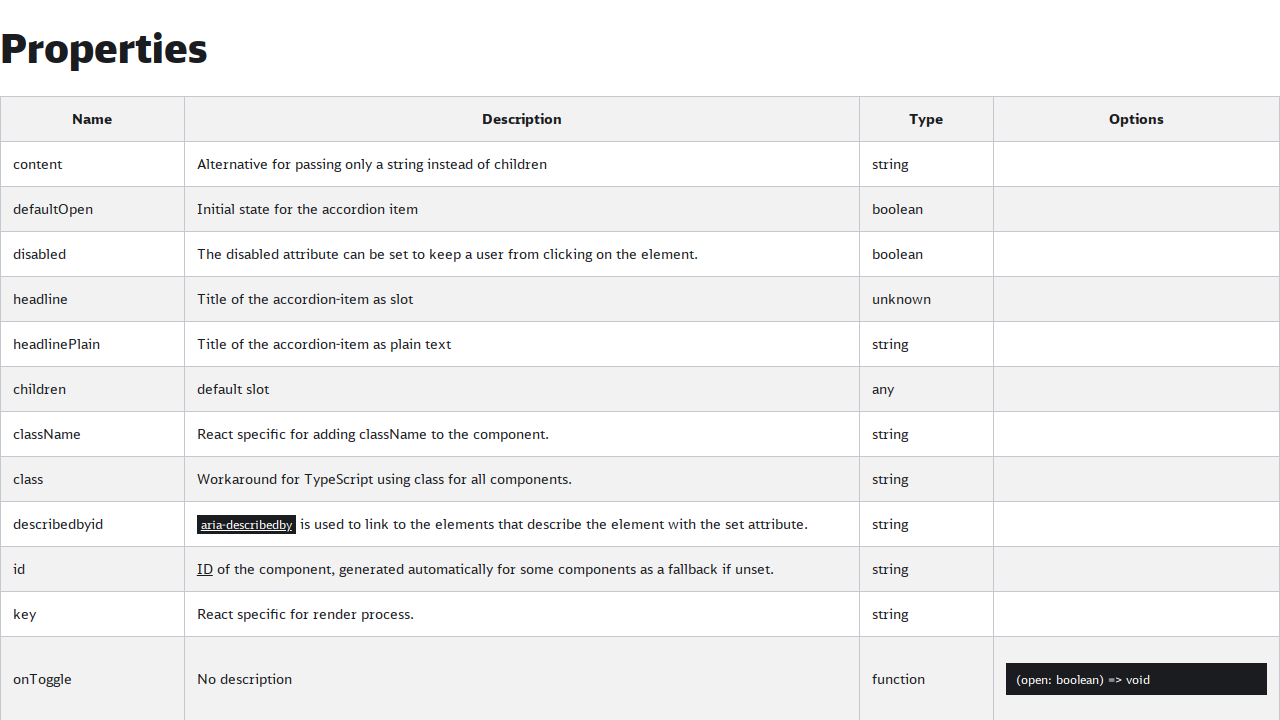 Properties
Name Description Type Options
content Alternative for passing only a string instead of children string
defaultOpen Initial state for the accordion item boolean
disabled The disabled attribute can be set to keep a user from clicking on the element. boolean
headline Title of the accordion-item as slot unknown
headlinePlain Title of the accordion-item as plain text string
children default slot any
className React specific for adding className to the component. string
class Workaround for TypeScript using class for all components. string
describedbyid aria-describedby is used to link to the elements that describe the element with the set attribute. string
id ID of the component, generated automatically for some components as a fallback if unset. string
key React specific for render process. string
onToggle No description function (open: boolean) => void